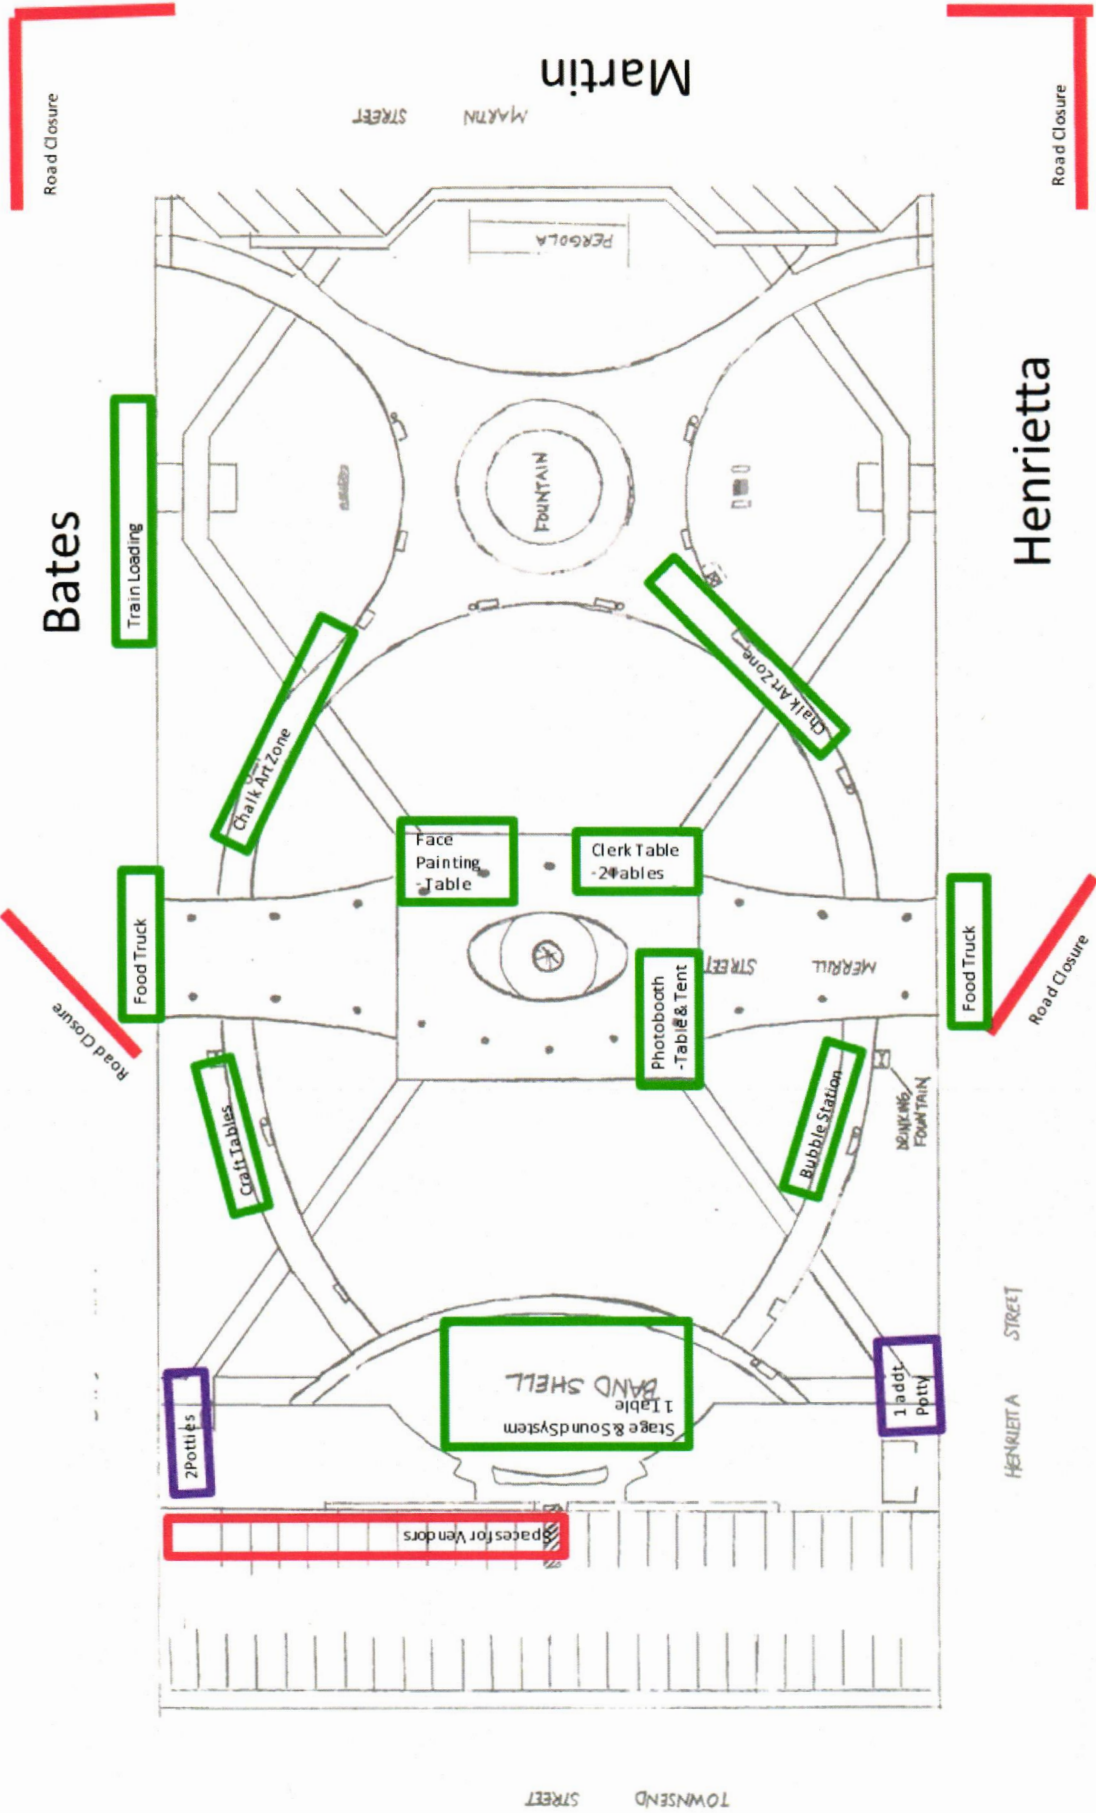 Road Closure
Martin
MARTIN STREET
Road Closure
PERGOLA
Bates
Train Loading
FOUNTAIN
Henrietta
Chalk Art Zone
Chalk Art Zone
Face
Painting
-Table
Clerk Table
-2Tables
Food Truck
MERRILL STREET
Food Truck
Road Closure
Photobooth
-Table & Tent
Road Closure
Craft Tables
Bubble Station
DRINKING
FOUNTAIN
BAND SHELL
Stage & Sound System
1 Table
2 Potties
1 addt.
Potty
HENRIETTA STREET
Spaces for Vendors
TOWNSEND STREET